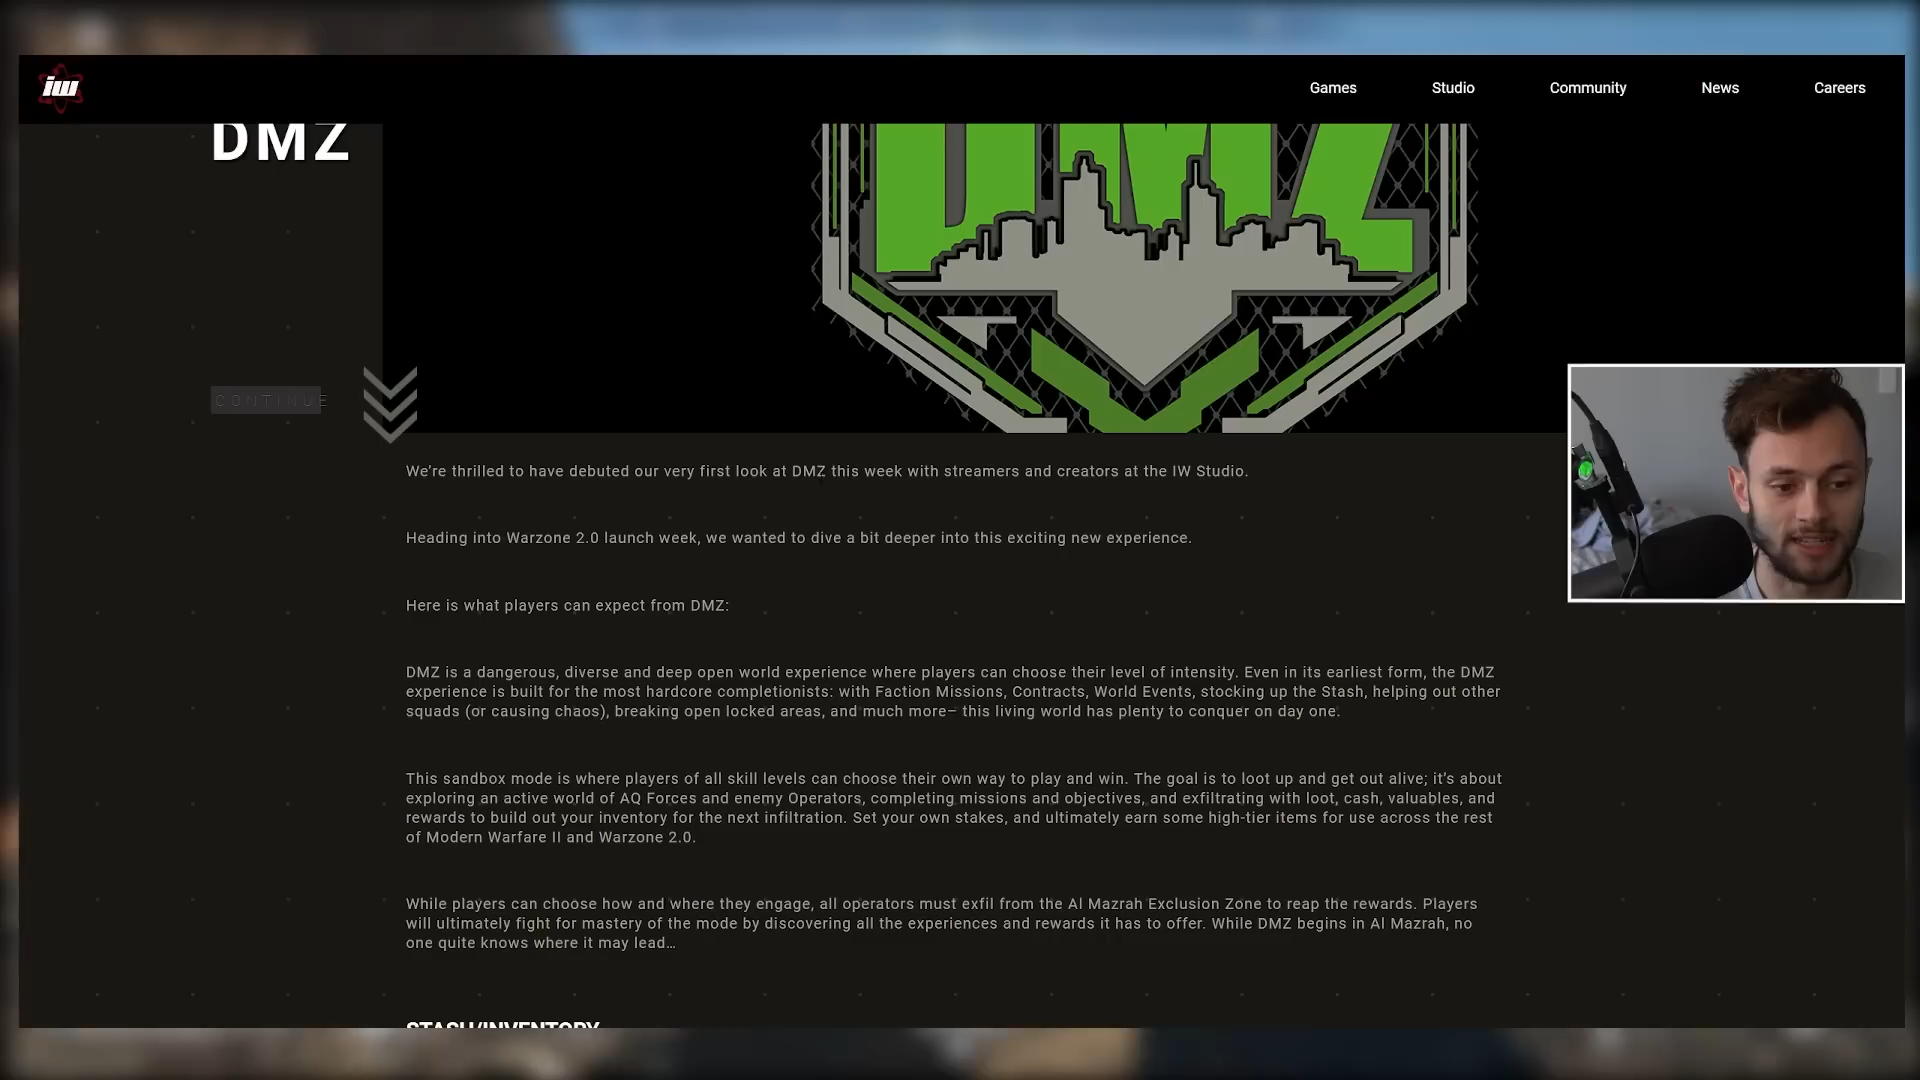 iw
Games
Studio
Community
News
Careers
DMZ
DMZ
CONTINUE
We're thrilled to have debuted our very first look at DMZ this week with streamers and creators at the IW Studio.
Heading into Warzone 2.0 launch week, we wanted to dive a bit deeper into this exciting new experience.
Here is what players can expect from DMZ:
DMZ is a dangerous, diverse and deep open world experience where players can choose their level of intensity. Even in its earliest form, the DMZ
experience is built for the most hardcore completionists: with Faction Missions, Contracts, World Events, stocking up the Stash, helping out other
squads (or causing chaos), breaking open locked areas, and much more– this living world has plenty to conquer on day one.
This sandbox mode is where players of all skill levels can choose their own way to play and win. The goal is to loot up and get out alive; it's about
exploring an active world of AQ Forces and enemy Operators, completing missions and objectives, and exfiltrating with loot, cash, valuables, and
rewards to build out your inventory for the next infiltration. Set your own stakes, and ultimately earn some high-tier items for use across the rest
of Modern Warfare II and Warzone 2.0.
While players can choose how and where they engage, all operators must exfil from the Al Mazrah Exclusion Zone to reap the rewards. Players
will ultimately fight for mastery of the mode by discovering all the experiences and rewards it has to offer. While DMZ begins in Al Mazrah, no
one quite knows where it may lead…
STASH/INVENTORY